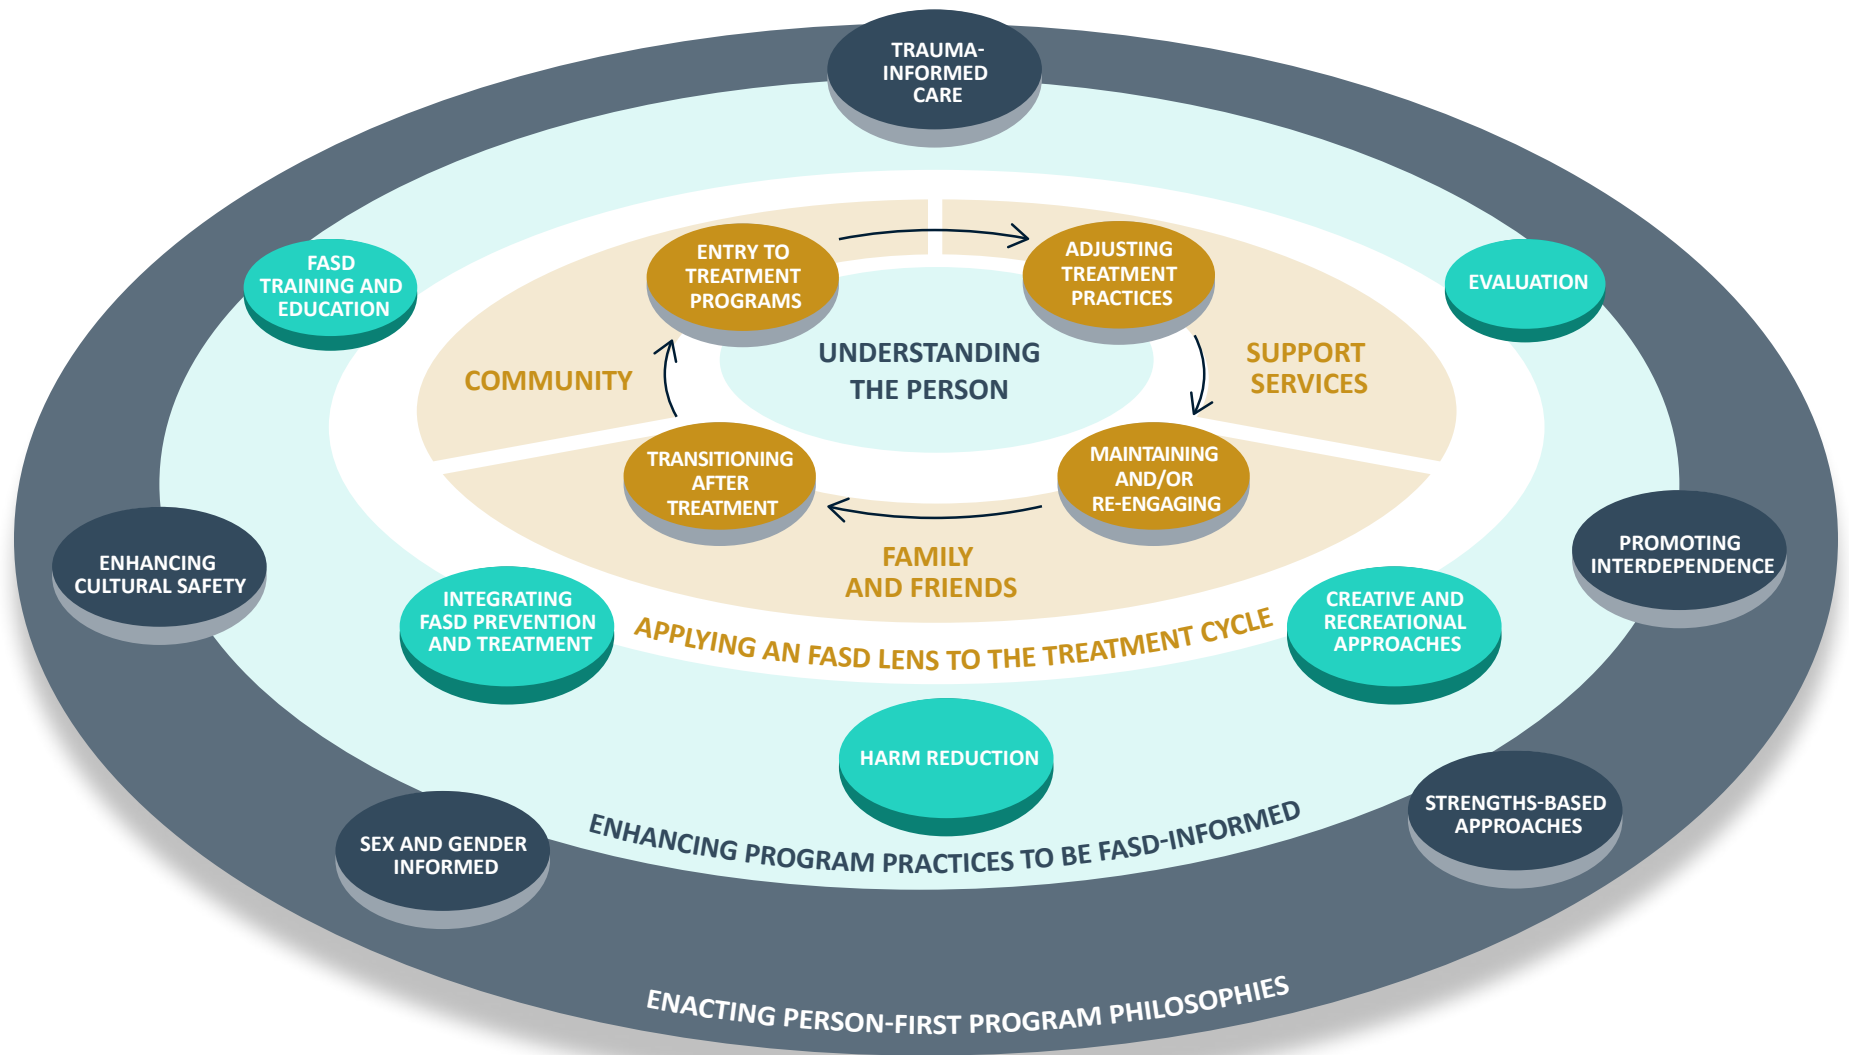 TRAUMA-
INFORMED
CARE
FASD
TRAINING AND
EDUCATION
ENTRY TO
TREATMENT
PROGRAMS
ADJUSTING
TREATMENT
PRACTICES
EVALUATION
UNDERSTANDING
THE PERSON
COMMUNITY
SUPPORT
SERVICES
TRANSITIONING
AFTER
TREATMENT
MAINTAINING
AND/OR
RE-ENGAGING
FAMILY
AND FRIENDS
ENHANCING
CULTURAL SAFETY
PROMOTING
INTERDEPENDENCE
INTEGRATING
FASD PREVENTION
AND TREATMENT
CREATIVE AND
RECREATIONAL
APPROACHES
APPLYING AN FASD LENS TO THE TREATMENT CYCLE
HARM REDUCTION
SEX AND GENDER
INFORMED
STRENGTHS-BASED
APPROACHES
ENHANCING PROGRAM PRACTICES TO BE FASD-INFORMED
ENACTING PERSON-FIRST PROGRAM PHILOSOPHIES